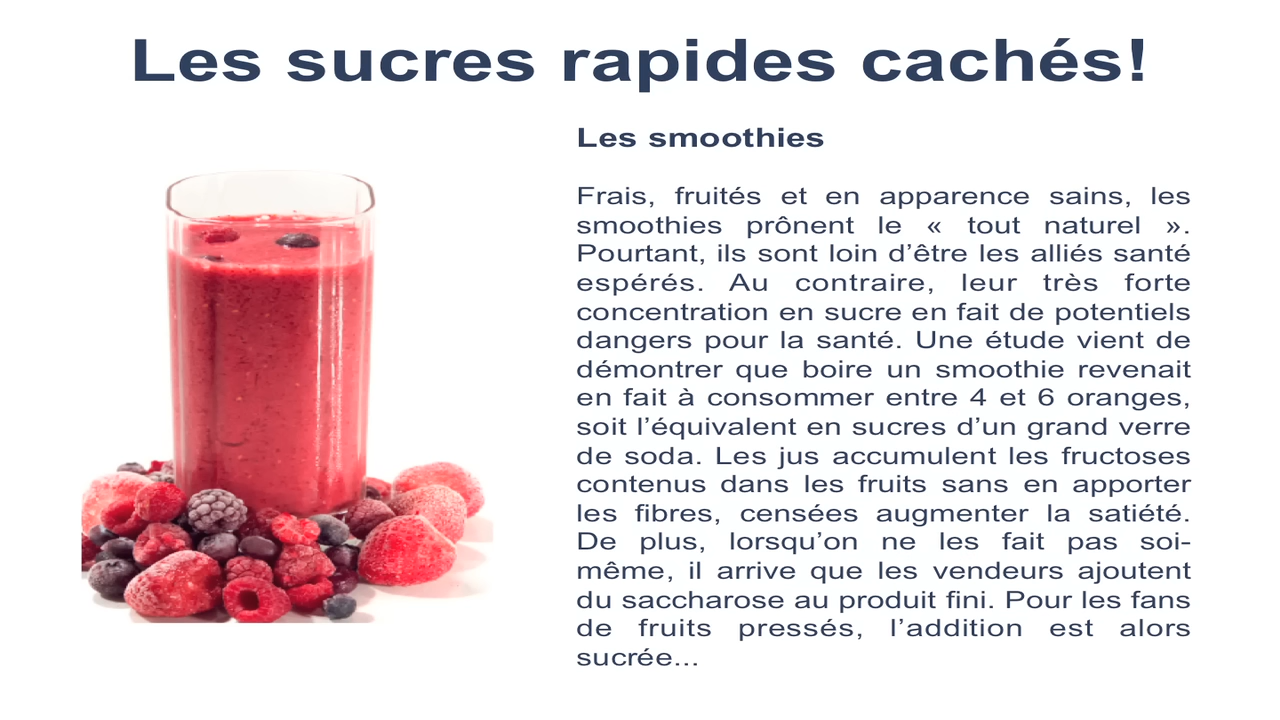 Les sucres rapides cachés!
Les smoothies
Frais, fruités et en apparence sains, les
smoothies prônent le « tout naturel ».
Pourtant, ils sont loin d’être les alliés santé
espérés. Au contraire, leur très forte
concentration en sucre en fait de potentiels
dangers pour la santé. Une étude vient de
démontrer que boire un smoothie revenait
en fait à consommer entre 4 et 6 oranges,
soit l’équivalent en sucres d’un grand verre
de soda. Les jus accumulent les fructoses
contenus dans les fruits sans en apporter
les fibres, censées augmenter la satiété.
De plus, lorsqu’on ne les fait pas soi-
même, il arrive que les vendeurs ajoutent
du saccharose au produit fini. Pour les fans
de fruits pressés, l’addition est alors
sucrée...